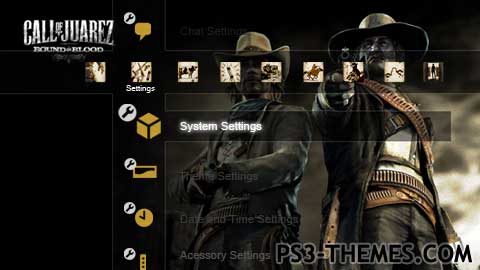 Chat Settings
CALL OF JUAREZ
BOUND IN BLOOD
Settings
System Settings
Theme Settings
Date and Time Settings
Acessory Settings
PS3-THEMES.COM